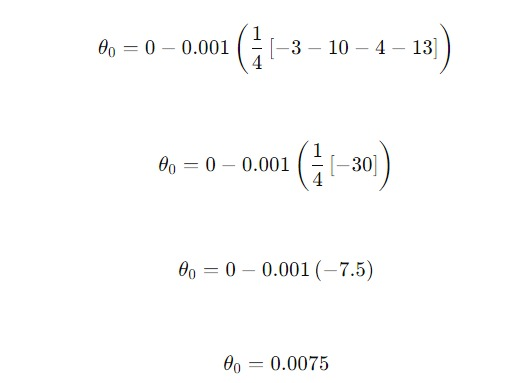 θ₀ = 0 − 0.001 (1/4 [−3 − 10 − 4 − 13])
θ₀ = 0 − 0.001 (1/4 [−30])
θ₀ = 0 − 0.001 (−7.5)
θ₀ = 0.0075